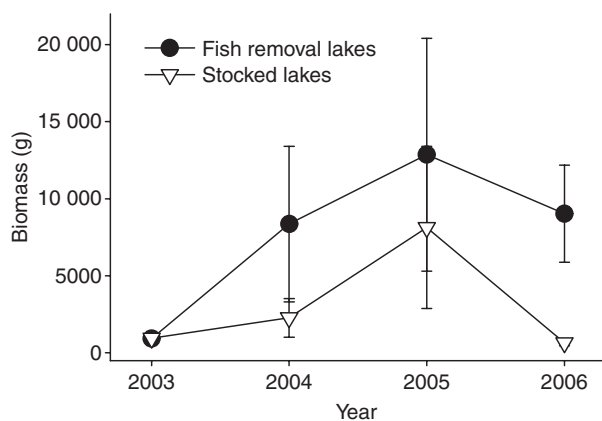 20 000
15 000
10 000
5000
0
Biomass (g)
Fish removal lakes
Stocked lakes
2003 2004 2005 2006
Year